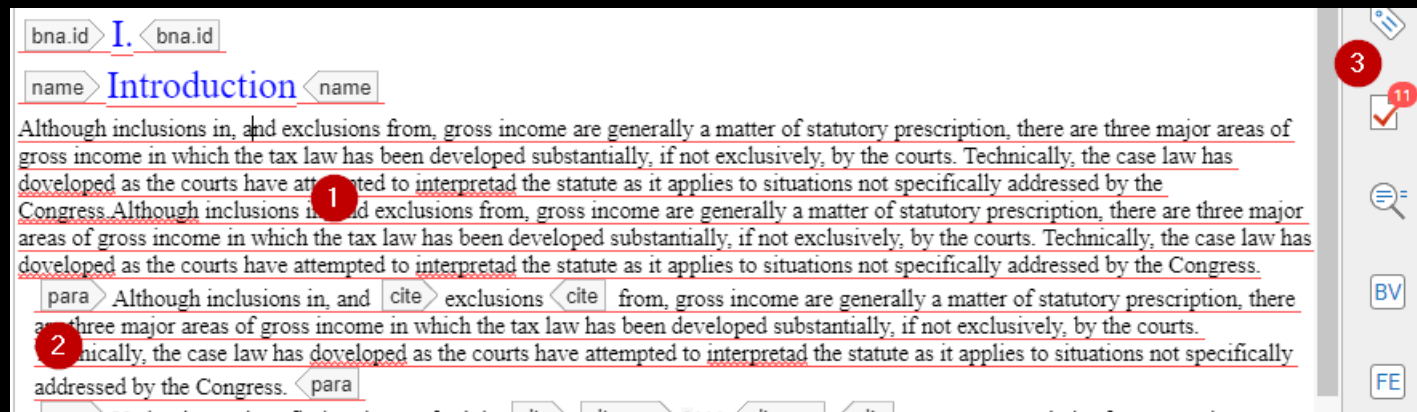 bna.id I. bna.id
name Introduction name
Although inclusions in, and exclusions from, gross income are generally a matter of statutory prescription, there are three major areas of
gross income in which the tax law has been developed substantially, if not exclusively, by the courts. Technically, the case law has
doveloped as the courts have attempted to interpretad the statute as it applies to situations not specifically addressed by the
Congress.Although inclusions in, and exclusions from, gross income are generally a matter of statutory prescription, there are three major
areas of gross income in which the tax law has been developed substantially, if not exclusively, by the courts. Technically, the case law has
doveloped as the courts have attempted to interpretad the statute as it applies to situations not specifically addressed by the Congress.
para Although inclusions in, and cite exclusions cite from, gross income are generally a matter of statutory prescription, there
are three major areas of gross income in which the tax law has been developed substantially, if not exclusively, by the courts.
Technically, the case law has doveloped as the courts have attempted to interpretad the statute as it applies to situations not specifically
addressed by the Congress. para
1
2
3
11
BV
FE